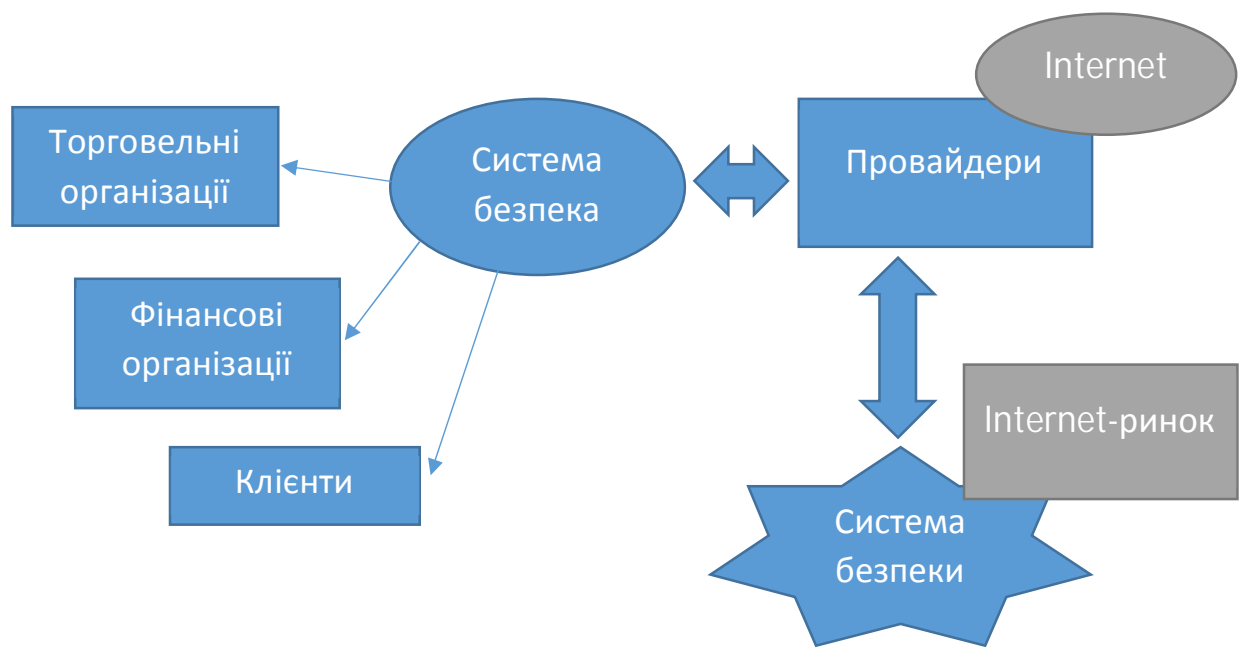 Internet
Торговельні
організації
Система
безпека
Провайдери
Фінансові
організації
Internet-ринок
Клієнти
Система
безпеки